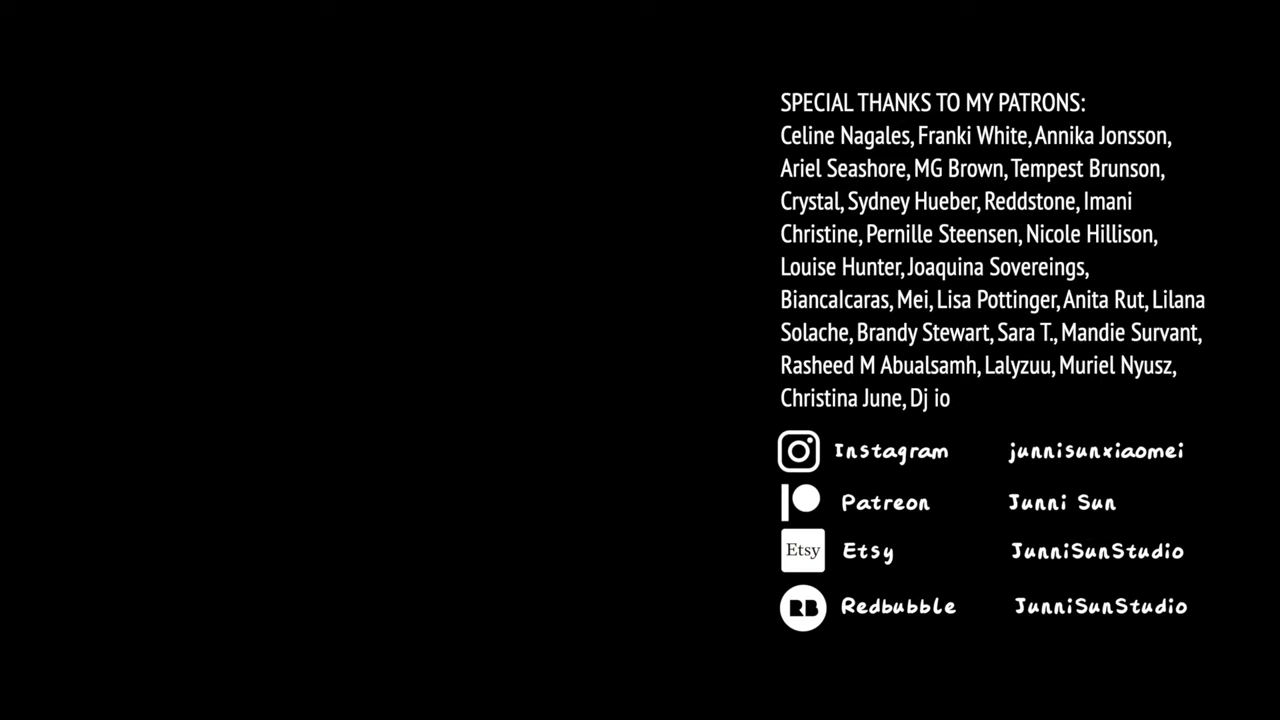 SPECIAL THANKS TO MY PATRONS:
Celine Nagales, Franki White, Annika Jonsson,
Ariel Seashore, MG Brown, Tempest Brunson,
Crystal, Sydney Hueber, Reddstone, Imani
Christine, Pernille Steensen, Nicole Hillison,
Louise Hunter, Joaquina Sovereings,
BiancaIcaras, Mei, Lisa Pottinger, Anita Rut, Lilana
Solache, Brandy Stewart, Sara T., Mandie Survant,
Rasheed M Abualsamh, Lalyzuu, Muriel Nyusz,
Christina June, Dj io
Instagram junnisunxiaomei
Patreon Junni Sun
Etsy Etsy JunniSunStudio
RB Redbubble JunniSunStudio